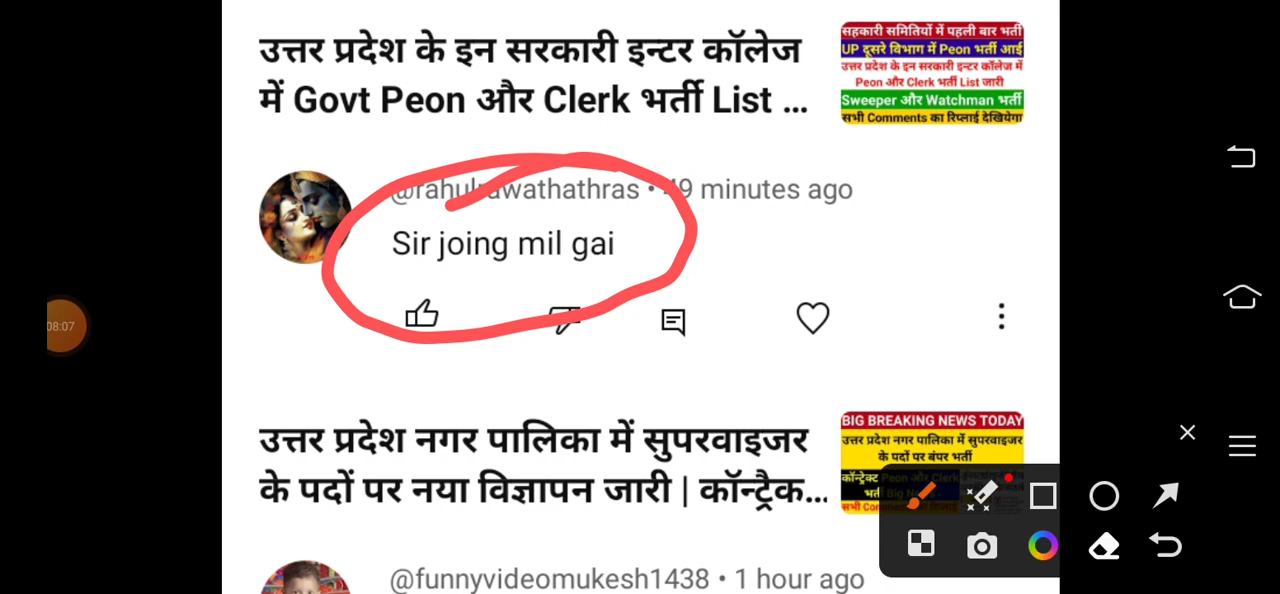 उत्तर प्रदेश के इन सरकारी इन्टर कॉलेज
में Govt Peon और Clerk भर्ती List ...
सहकारी समितियों में पहली बार भर्ती
UP दूसरे विभाग में Peon भर्ती आई
उत्तर प्रदेश के इन सरकारी इन्टर कॉलेज में
Peon और Clerk भर्ती List जारी
Sweeper और Watchman भर्ती
सभी Comments का रिप्लाई देखियेगा
@rahulrawathathras • 49 minutes ago
Sir joing mil gai
08:07
उत्तर प्रदेश नगर पालिका में सुपरवाइजर
के पदों पर नया विज्ञापन जारी | कॉन्ट्रैक...
BIG BREAKING NEWS TODAY
उत्तर प्रदेश नगर पालिका में सुपरवाइजर
के पदों पर बंपर भर्ती
कॉन्ट्रेक्ट Peon और Clerk
@funnyvideomukesh1438 • 1 hour ago